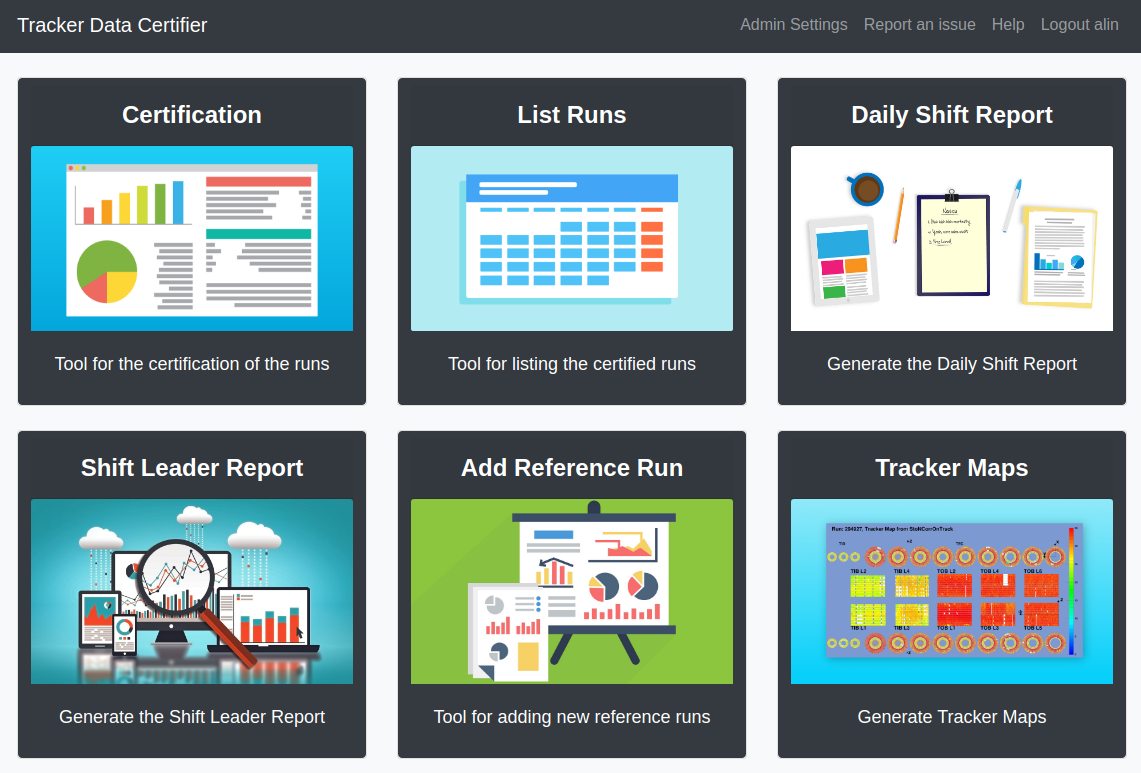 Tracker Data Certifier
Admin Settings Report an issue Help Logout alin
Certification
Tool for the certification of the runs
List Runs
Tool for listing the certified runs
Daily Shift Report
Notes
Generate the Daily Shift Report
Shift Leader Report
Generate the Shift Leader Report
Add Reference Run
Tool for adding new reference runs
Tracker Maps
Run: 294927, Tracker Map from StoNCorrOnTrack
TIB L2 TIB L4 TOB L2 TOB L4 TOB L6
TIB L1 TIB L3 TOB L1 TOB L3 TOB L5
Generate Tracker Maps